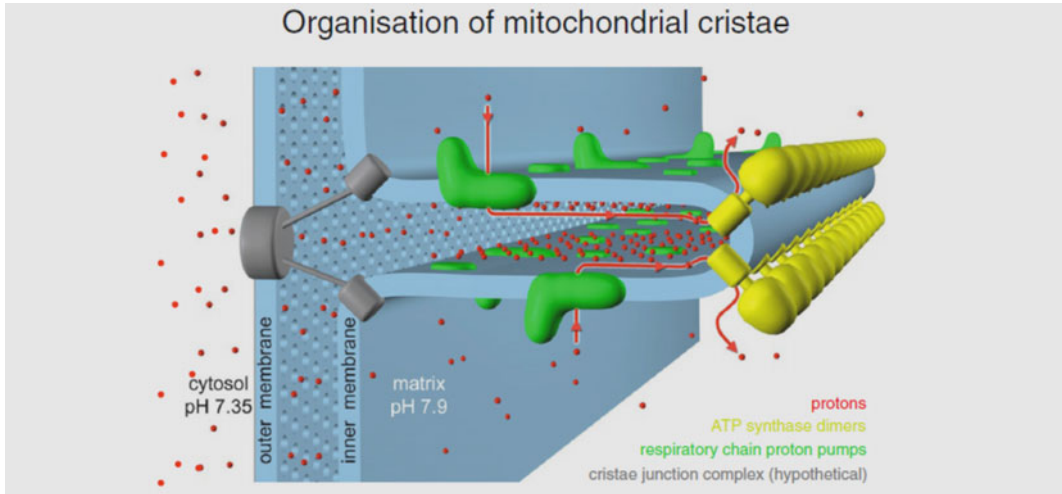 Organisation of mitochondrial cristae
cytosol
pH 7.35
outer membrane
inner membrane
matrix
pH 7.9
protons
ATP synthase dimers
respiratory chain proton pumps
cristae junction complex (hypothetical)